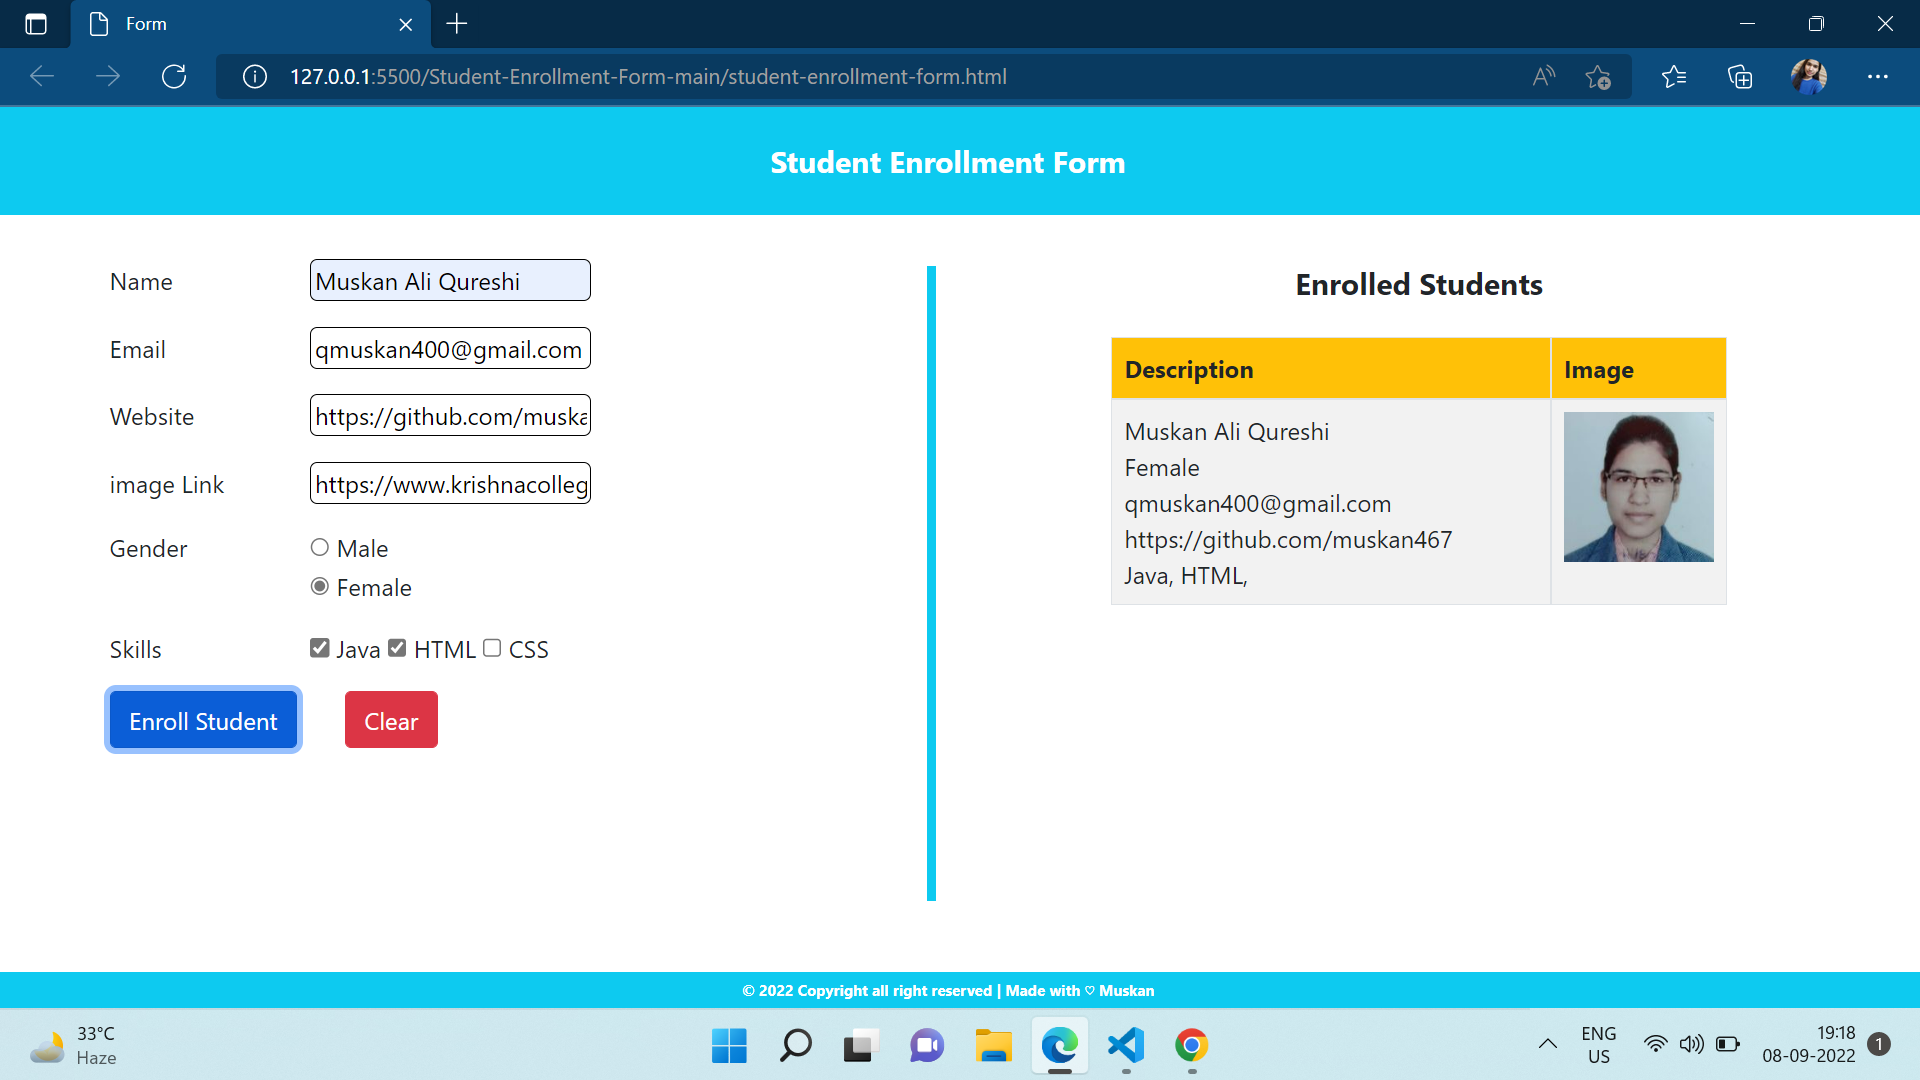 Form
127.0.0.1:5500/Student-Enrollment-Form-main/student-enrollment-form.html
Student Enrollment Form
Name
Muskan Ali Qureshi
Email
qmuskan400@gmail.com
Website
https://github.com/muska
image Link
https://www.krishnacolleg
Gender
Male
Female
Skills
Java HTML CSS
Enroll Student
Clear
Enrolled Students
Description
Image
Muskan Ali Qureshi
Female
qmuskan400@gmail.com
https://github.com/muskan467
Java, HTML,
© 2022 Copyright all right reserved | Made with ♡ Muskan
33°C
Haze
ENG
US
19:18
08-09-2022
1